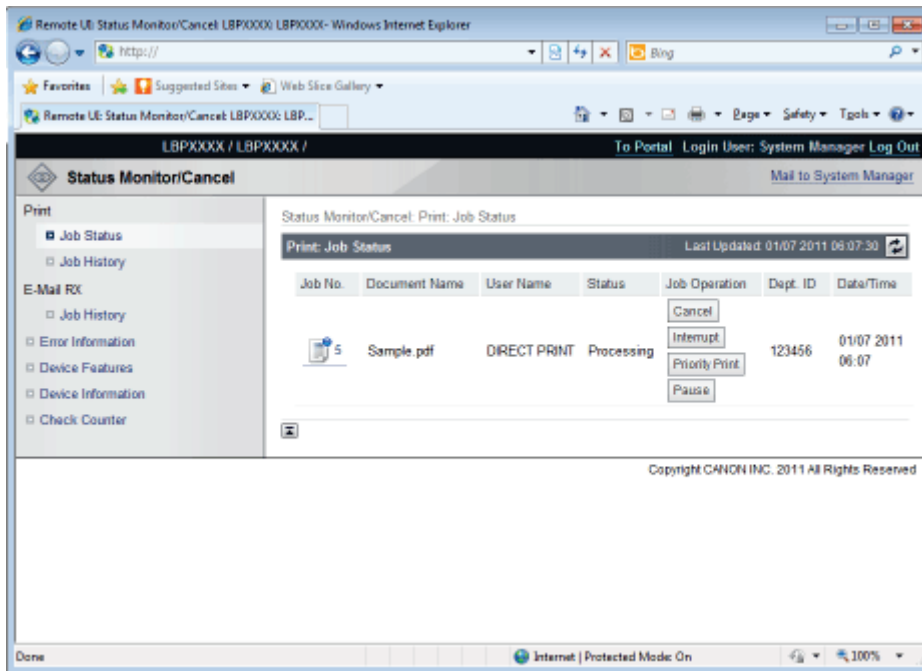 Remote UI: Status Monitor/Cancel: LBPXXXX: LBPXXXX- Windows Internet Explorer
http://
Bing
Favorites Suggested Sites Web Slice Gallery
Remote UI: Status Monitor/Cancel: LBPXXXX: LBP...
Page Safety Tools
LBPXXXX / LBPXXXX /
To Portal Login User: System Manager Log Out
Status Monitor/Cancel
Mail to System Manager
Print
Job Status
Job History
E-Mail RX
Job History
Error Information
Device Features
Device Information
Check Counter
Status Monitor/Cancel: Print: Job Status
Print: Job Status
Last Updated: 01/07 2011 06:07:30
Job No. Document Name User Name Status Job Operation Dept. ID Date/Time
5 Sample.pdf DIRECT PRINT Processing
Cancel
Interrupt
Priority Print
Pause
123456
01/07 2011
06:07
Copyright CANON INC. 2011 All Rights Reserved
Done
Internet | Protected Mode: On
100%